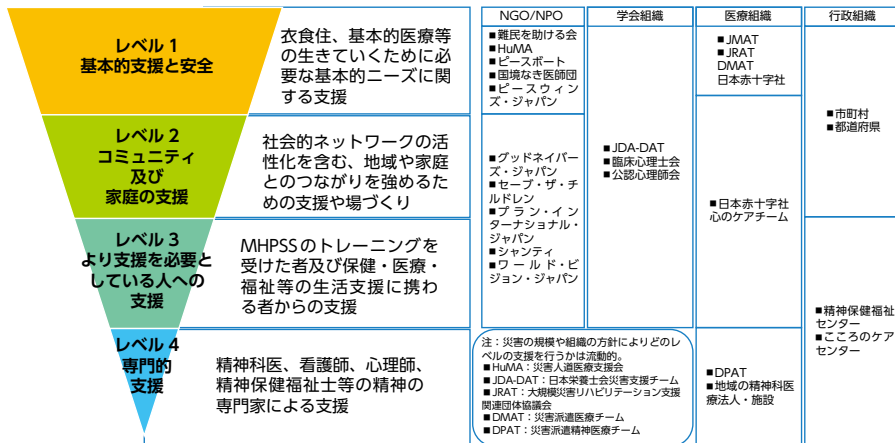 レベル 1
基本的支援と安全
衣食住、基本的医療等
の生きていくために必
要な基本的ニーズに関
する支援
レベル 2
コミュニティ
及び
家庭の支援
社会的ネットワークの活
性化を含む、地域や家庭
とのつながりを強めるた
めの支援や場づくり
レベル 3
より支援を必要と
している人への
支援
MHPSSのトレーニングを
受けた者及び保健・医療・
福祉等の生活支援に携わ
る者からの支援
レベル 4
専門的
支援
精神科医、看護師、心理師、
精神保健福祉士等の精神の
専門家による支援
NGO/NPO
■難民を助ける会
■HuMA
■ピースボート
■国境なき医師団
■ピースウィン
ズ・ジャパン
■グッドネイバー
ズ・ジャパン
■セーブ・ザ・チ
ルドレン
■プラン・イン
ターナショナル・
ジャパン
■シャンティ
■ワールド・ビ
ジョン・ジャパン
学会組織
■JDA-DAT
■臨床心理士会
■公認心理師会
医療組織
■JMAT
■JRAT
DMAT
日本赤十字社
■日本赤十字社
心のケアチーム
■DPAT
■地域の精神科医
療法人・施設
行政組織
■市町村
■都道府県
■精神保健福祉
センター
■こころのケア
センター
注：災害の規模や組織の方針によりどのレ
ベルの支援を行うかは流動的。
■HuMA：災害人道医療支援会
■JDA-DAT：日本栄養士会災害支援チーム
■JRAT：大規模災害リハビリテーション支援
関連団体協議会
■DMAT：災害派遣医療チーム
■DPAT：災害派遣精神医療チーム